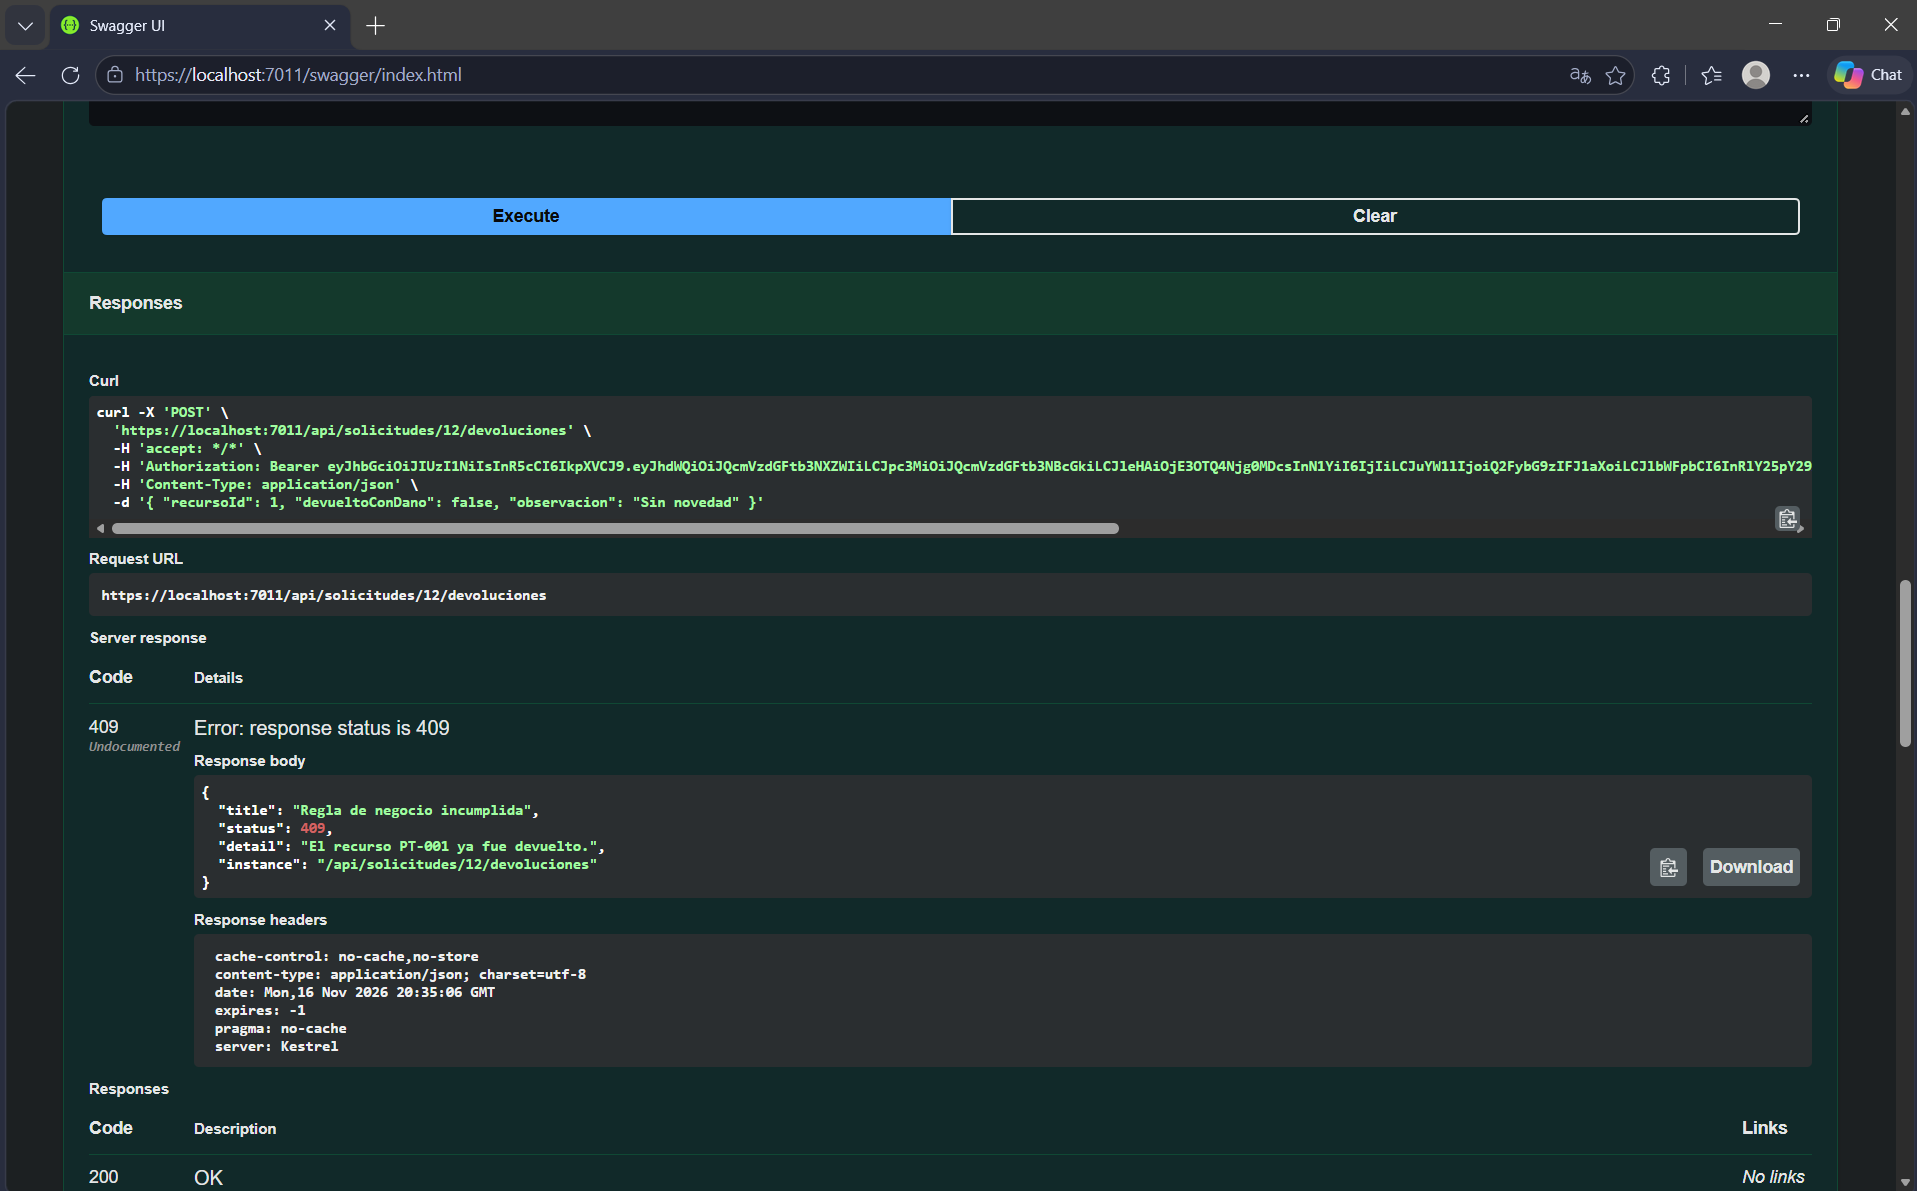 Swagger UI
https://localhost:7011/swagger/index.html
Chat
Execute
Clear
Responses
Curl
curl -X 'POST' \
'https://localhost:7011/api/solicitudes/12/devoluciones' \
-H 'accept: */*' \
-H 'Authorization: Bearer eyJhbGciOiJIUzI1NiIsInR5cCI6IkpXVCJ9.eyJhdWQiOiJQcmVzdGFtb3NXZWIiLCJpc3MiOiJQcmVzdGFtb3NBcGkiLCJleHAiOjE3OTQ4Njg0MDcsInN1YiI6IjIiLCJuYW1lIjoiQ2FybG9zIFJ1aXoiLCJlbWFpbCI6InRlY25pY29
-H 'Content-Type: application/json' \
-d '{ "recursoId": 1, "devueltoConDano": false, "observacion": "Sin novedad" }'
Request URL
https://localhost:7011/api/solicitudes/12/devoluciones
Server response
Code Details
409 Error: response status is 409
Undocumented
Response body
{
"title": "Regla de negocio incumplida",
"status": 409,
"detail": "El recurso PT-001 ya fue devuelto.",
"instance": "/api/solicitudes/12/devoluciones"
}
Download
Response headers
cache-control: no-cache,no-store
content-type: application/json; charset=utf-8
date: Mon,16 Nov 2026 20:35:06 GMT
expires: -1
pragma: no-cache
server: Kestrel
Responses
Code Description Links
200 OK No links